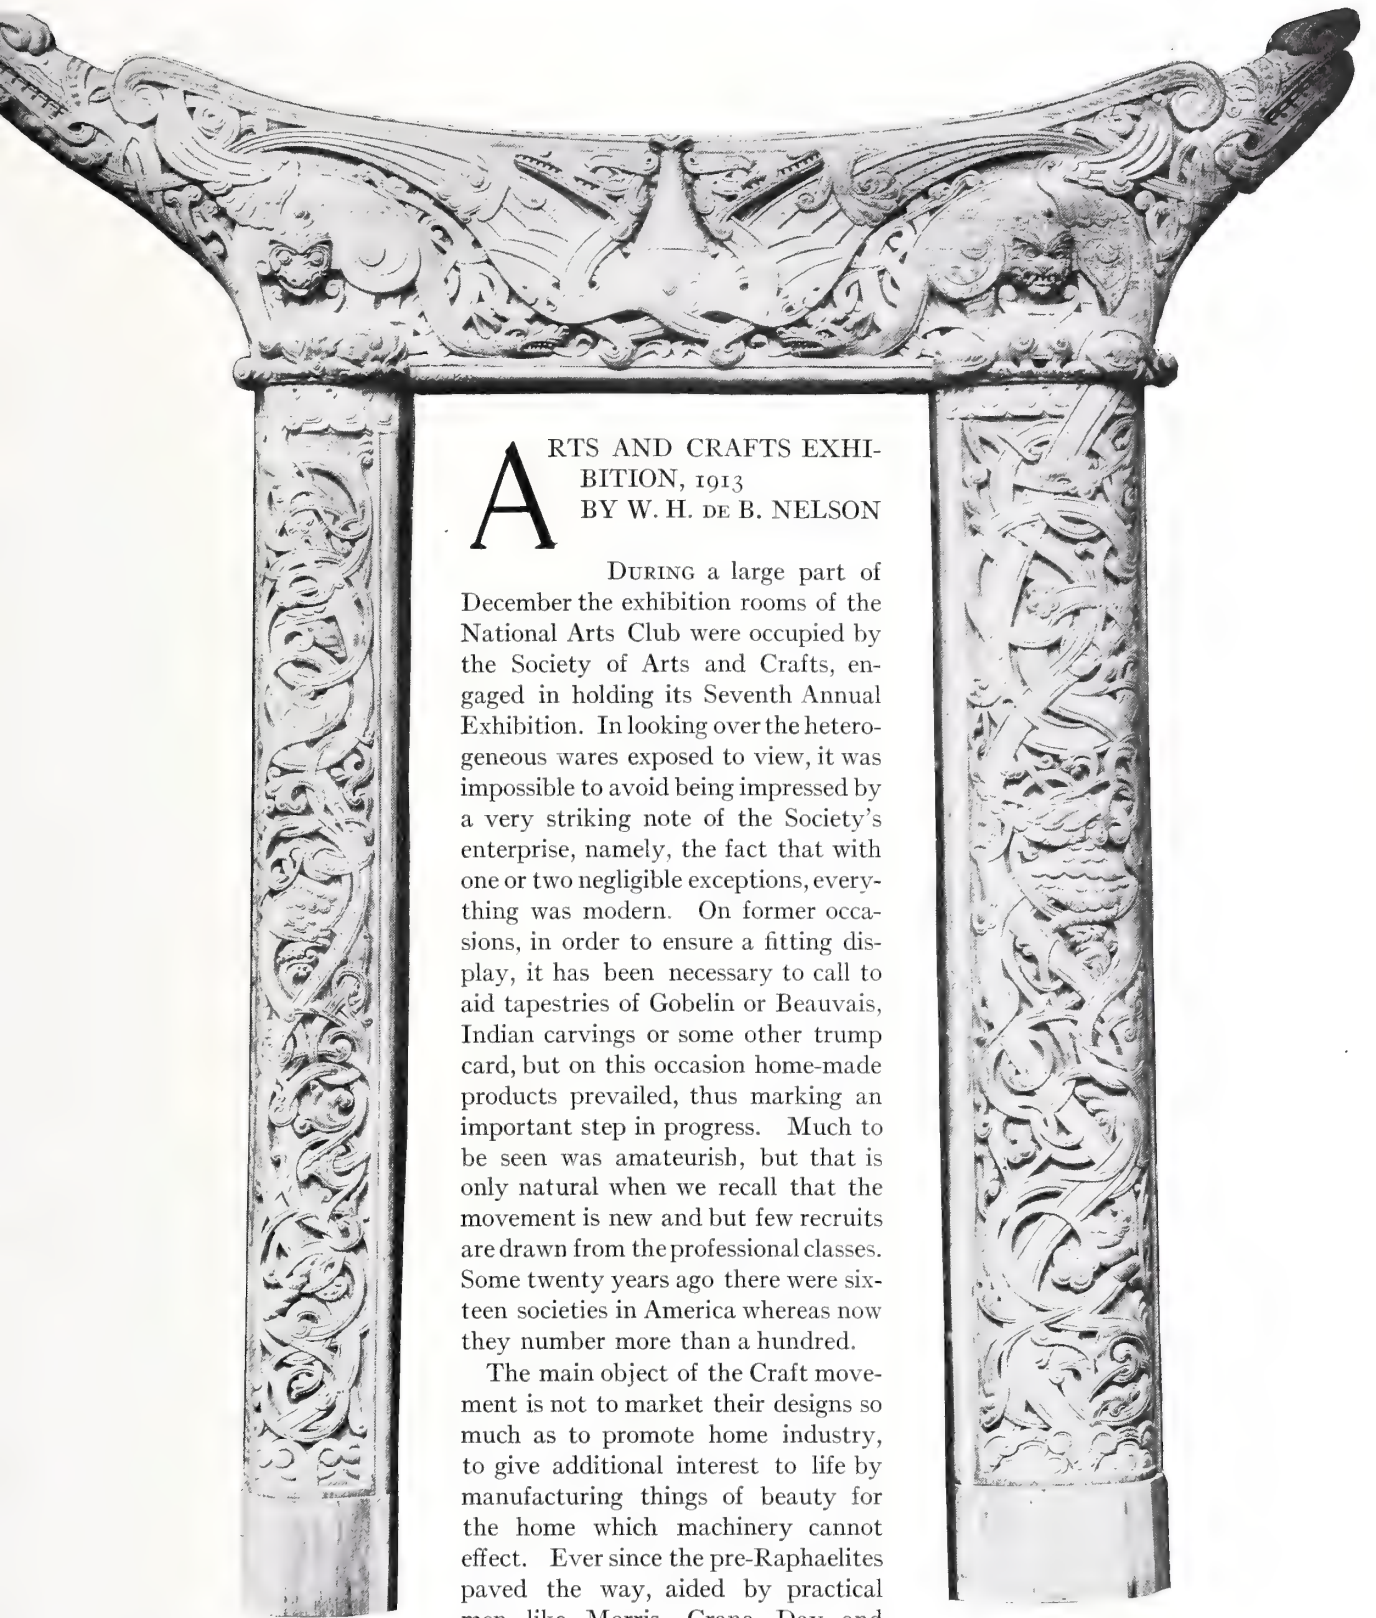 ARTS AND CRAFTS EXHI-
BITION, 1913
BY W. H. DE B. NELSON
DURING a large part of
December the exhibition rooms of the
National Arts Club were occupied by
the Society of Arts and Crafts, en-
gaged in holding its Seventh Annual
Exhibition. In looking over the hetero-
geneous wares exposed to view, it was
impossible to avoid being impressed by
a very striking note of the Society's
enterprise, namely, the fact that with
one or two negligible exceptions, every-
thing was modern. On former occa-
sions, in order to ensure a fitting dis-
play, it has been necessary to call to
aid tapestries of Gobelin or Beauvais,
Indian carvings or some other trump
card, but on this occasion home-made
products prevailed, thus marking an
important step in progress. Much to
be seen was amateurish, but that is
only natural when we recall that the
movement is new and but few recruits
are drawn from the professional classes.
Some twenty years ago there were six-
teen societies in America whereas now
they number more than a hundred.
The main object of the Craft move-
ment is not to market their designs so
much as to promote home industry,
to give additional interest to life by
manufacturing things of beauty for
the home which machinery cannot
effect. Ever since the pre-Raphaelites
paved the way, aided by practical
men like Morris, Crane, Day and